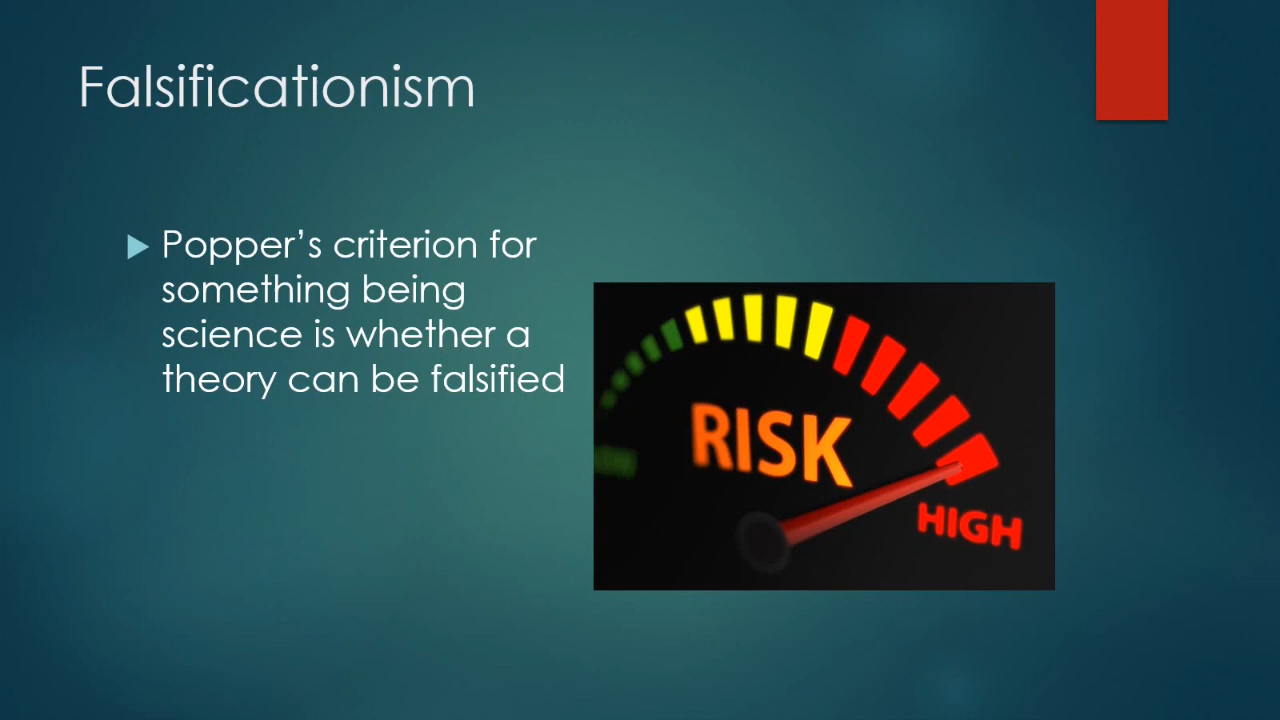 Falsificationism
Popper’s criterion for
something being
science is whether a
theory can be falsified
RISK
HIGH